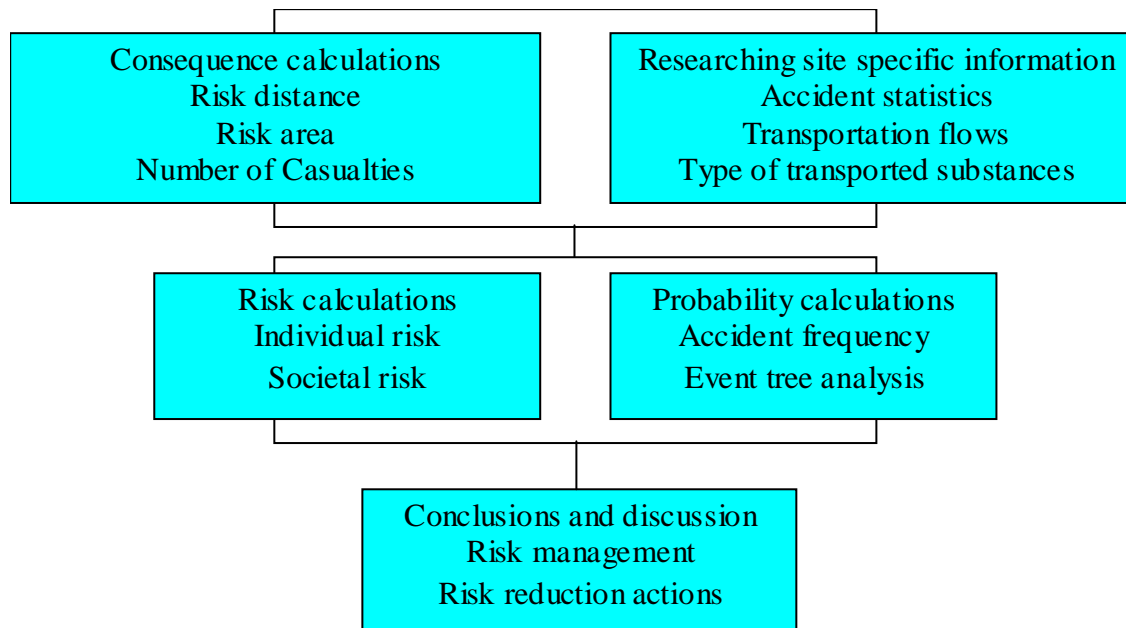 Consequence calculations
Risk distance
Risk area
Number of Casualties
Researching site specific information
Accident statistics
Transportation flows
Type of transported substances
Risk calculations
Individual risk
Societal risk
Probability calculations
Accident frequency
Event tree analysis
Conclusions and discussion
Risk management
Risk reduction actions